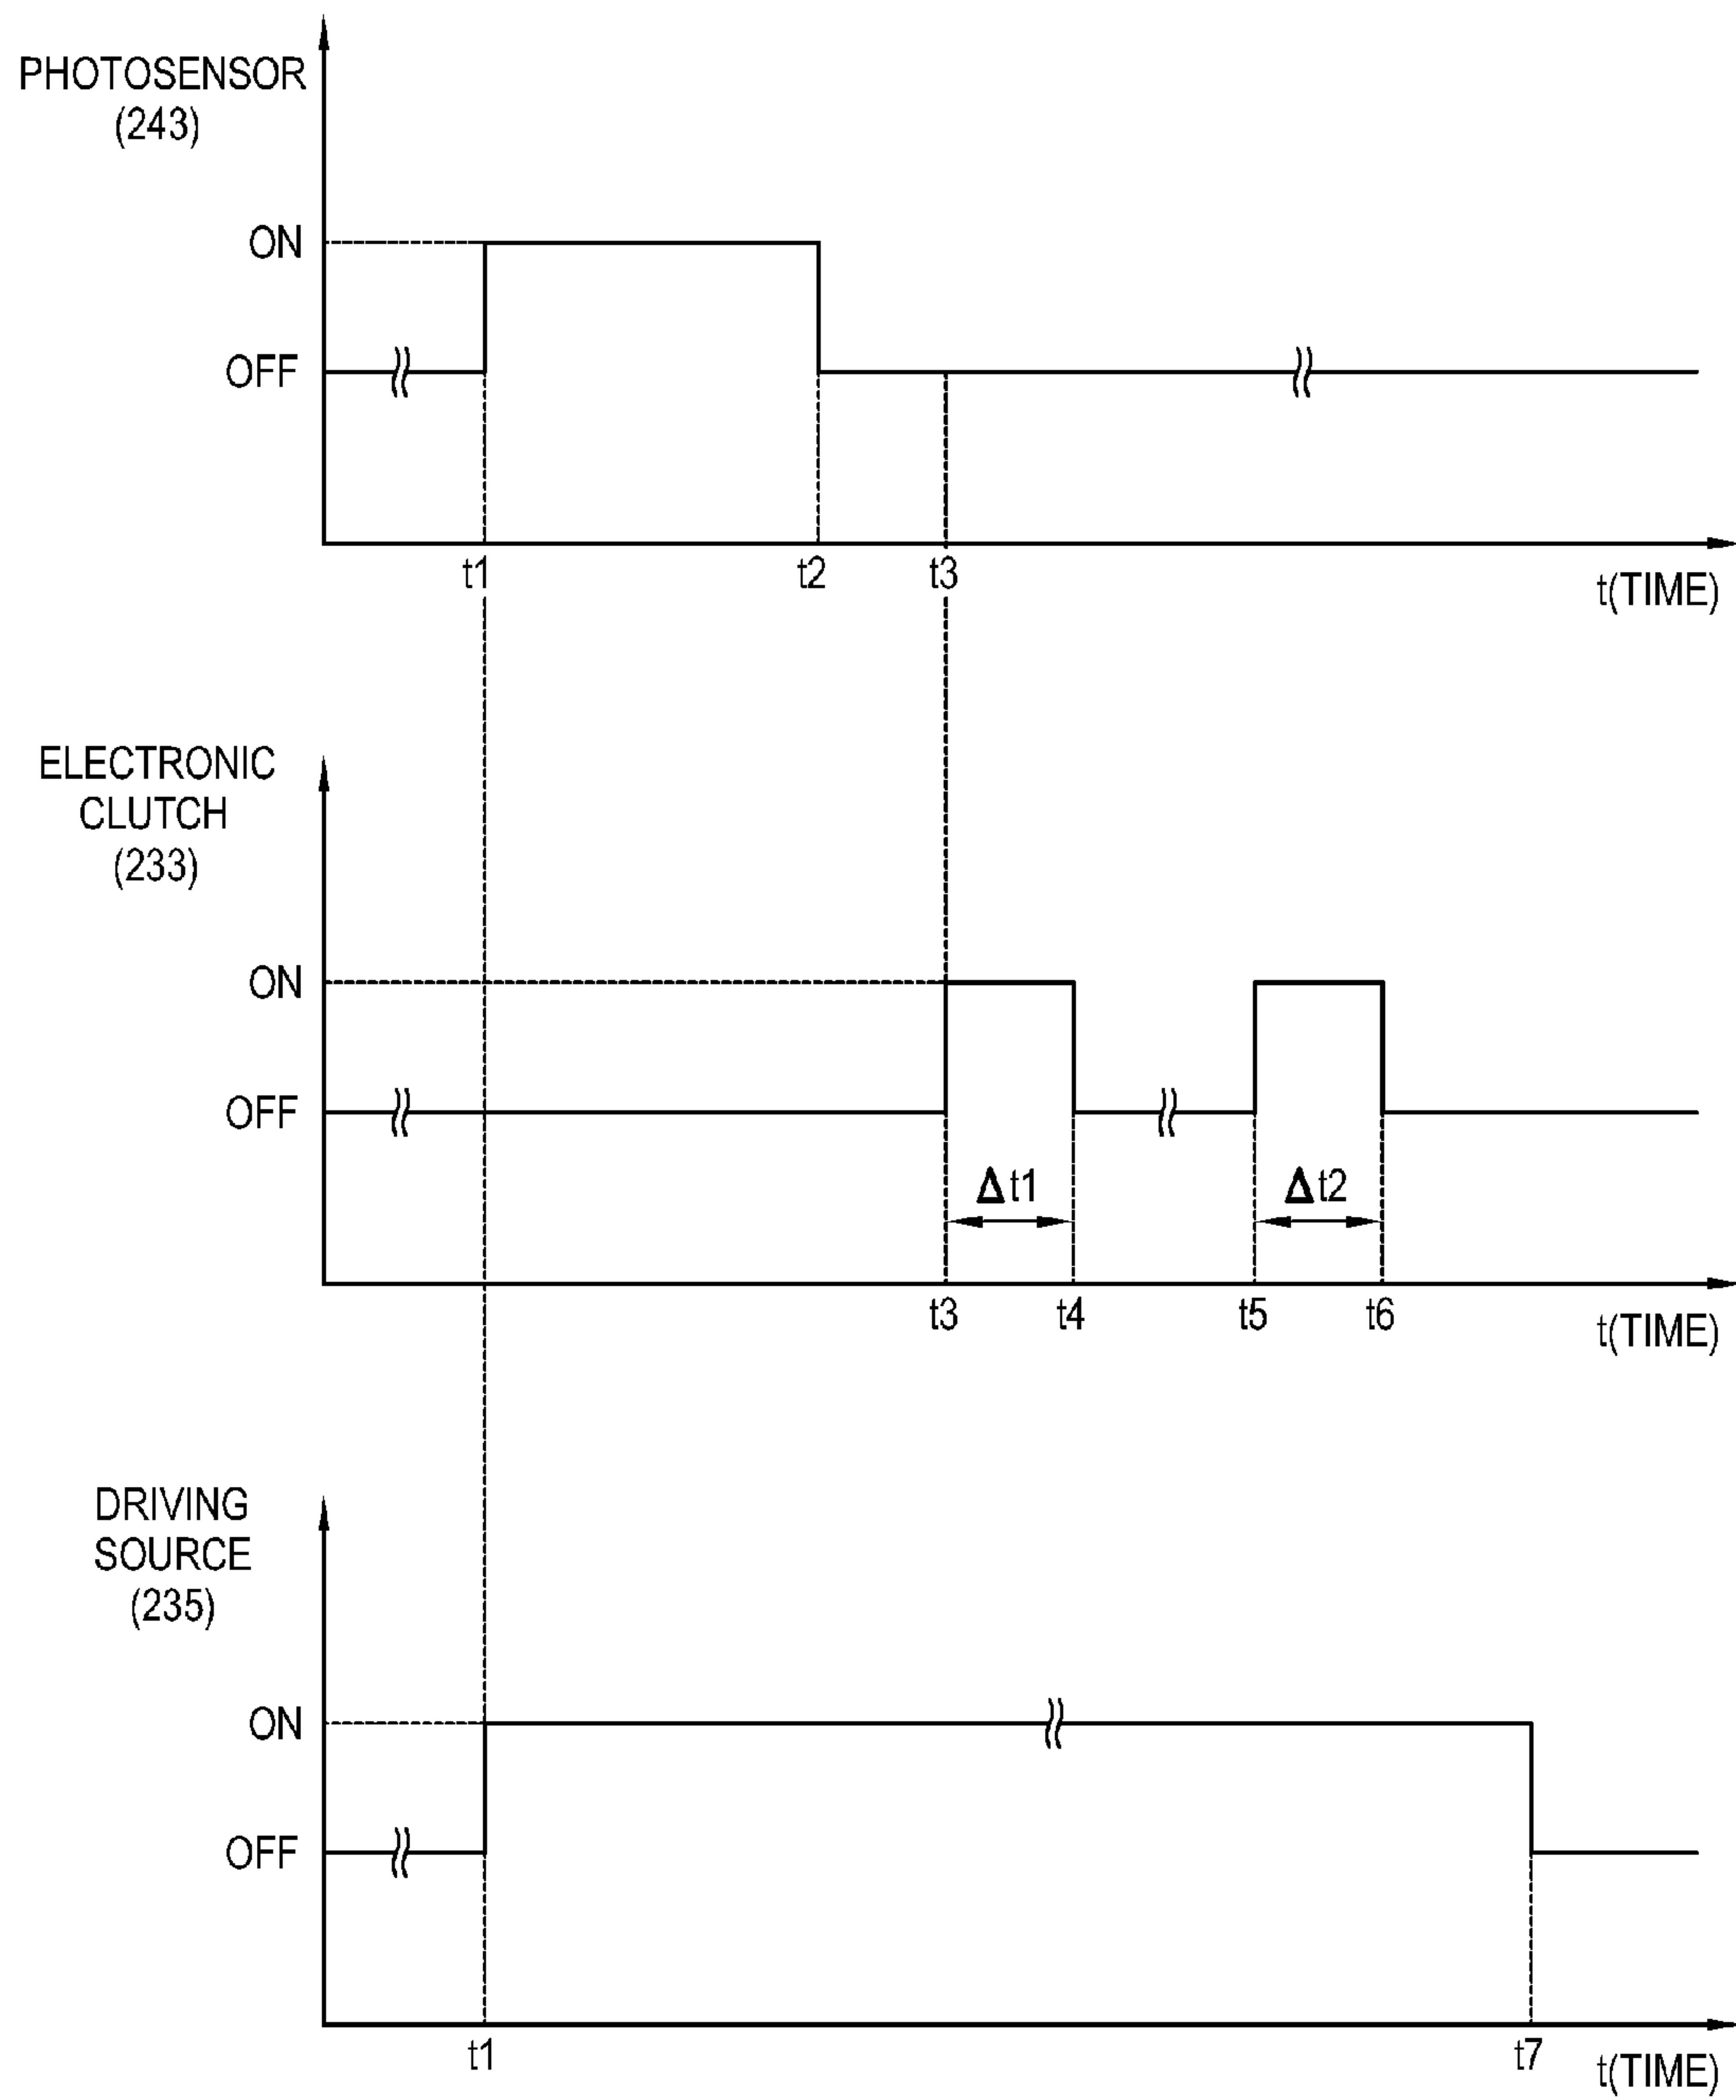 PHOTOSENSOR
(243)
ON
OFF
t1 t2 t3
t(TIME)
ELECTRONIC
CLUTCH
(233)
ON
OFF
Δt1 Δt2
t3 t4 t5 t6
t(TIME)
DRIVING
SOURCE
(235)
ON
OFF
t1 t7
t(TIME)